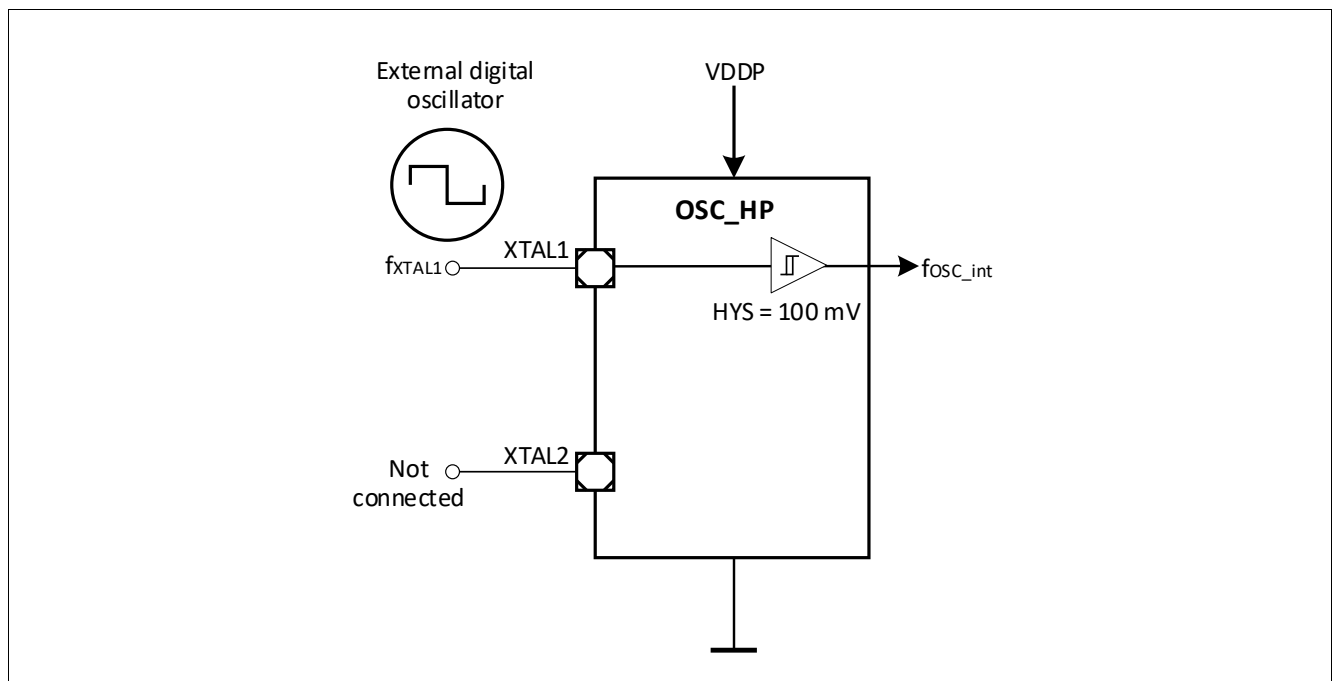 External digital
oscillator
VDDP
OSC_HP
XTAL1
fXTAL1
fOSC_int
HYS = 100 mV
XTAL2
Not
connected